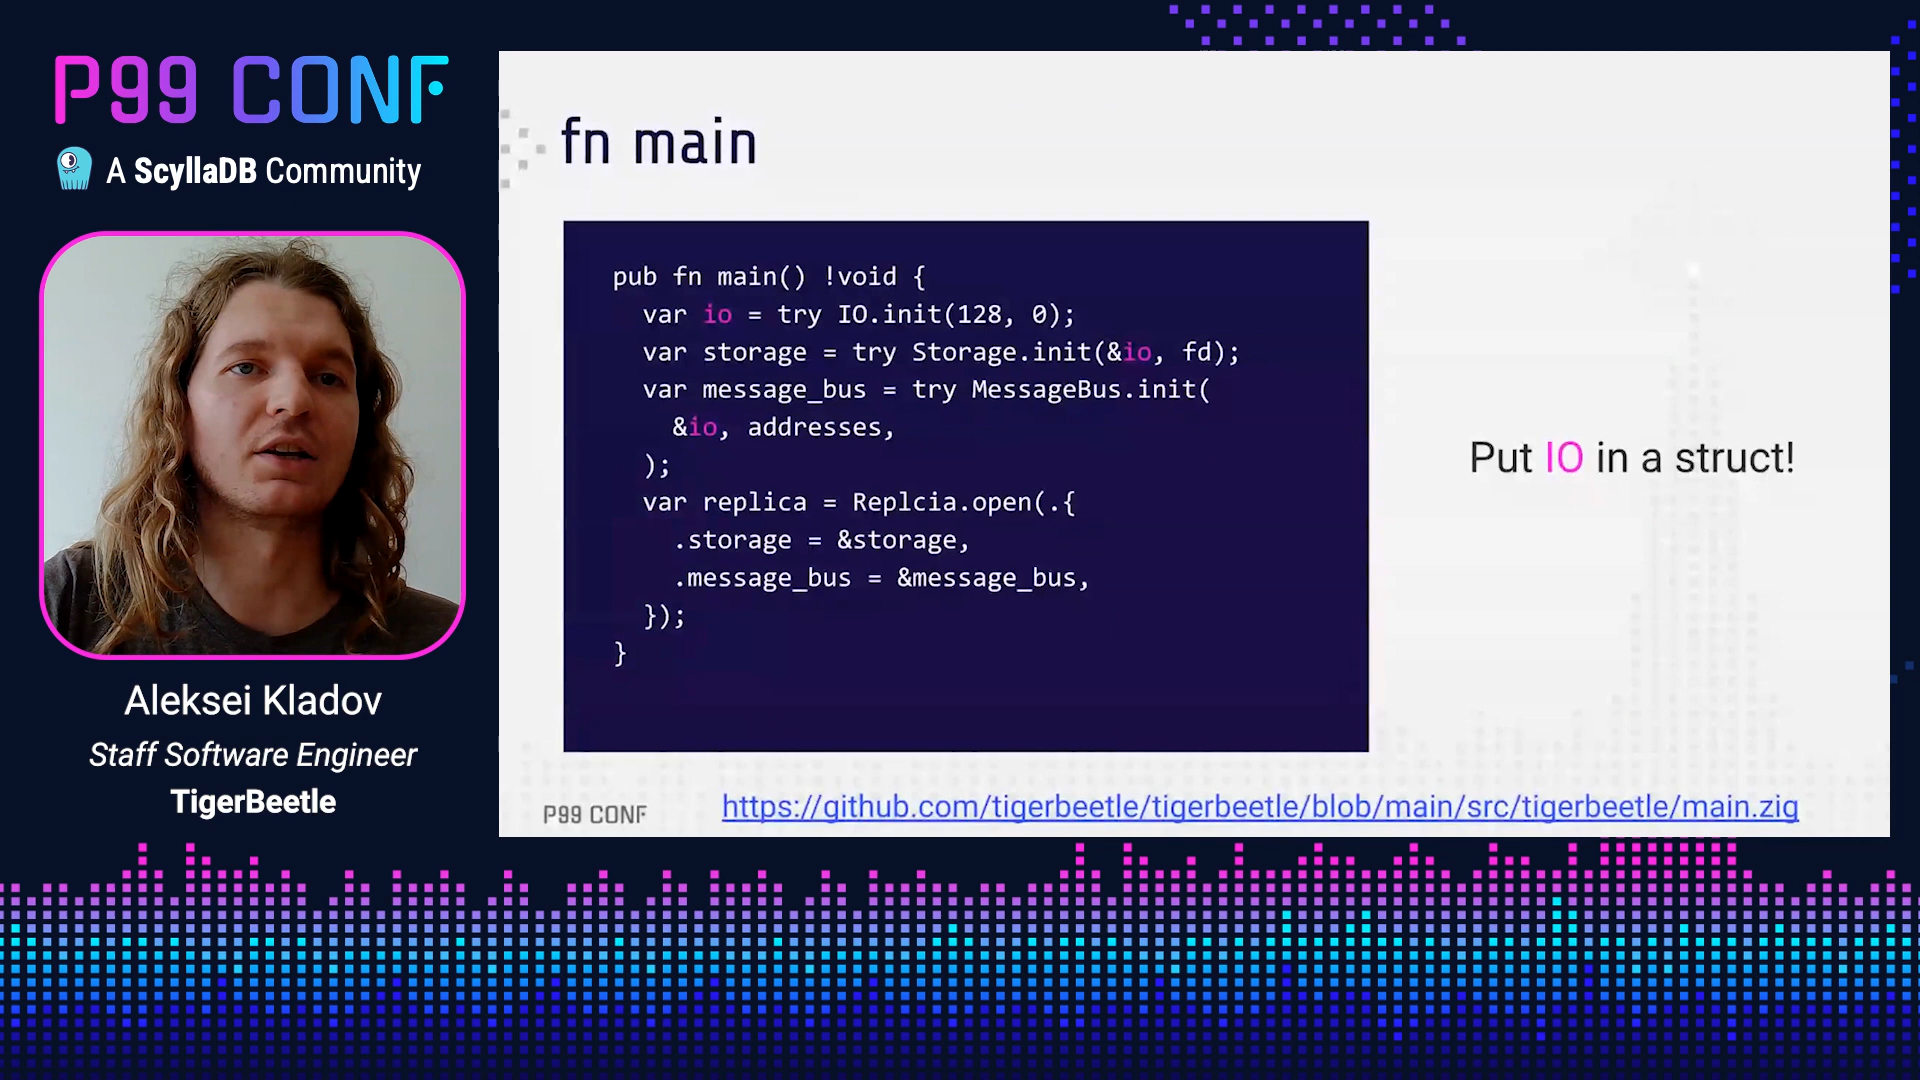 P99 CONF
A ScyllaDB Community
Aleksei Kladov
Staff Software Engineer
TigerBeetle
fn main
pub fn main() !void {
var io = try IO.init(128, 0);
var storage = try Storage.init(&io, fd);
var message_bus = try MessageBus.init(
&io, addresses,
);
var replica = Replcia.open(.{
.storage = &storage,
.message_bus = &message_bus,
});
}
Put IO in a struct!
P99 CONF
https://github.com/tigerbeetle/tigerbeetle/blob/main/src/tigerbeetle/main.zig